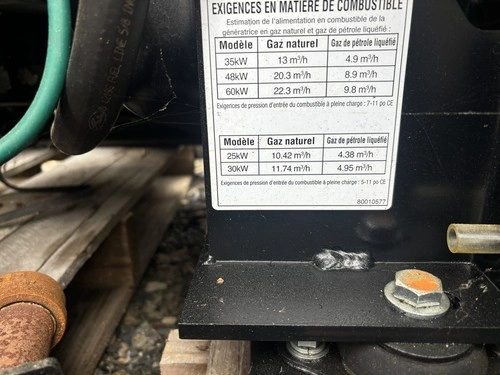 EXIGENCES EN MATIÈRE DE COMBUSTIBLE
Estimation de l'alimentation en combustible de la
génératrice en gaz naturel et en gaz de pétrole liquéfié :
Modèle Gaz naturel Gaz de pétrole liquéfié
35kW 13 m³/h 4.9 m³/h
48kW 20.3 m³/h 8.9 m³/h
60kW 22.3 m³/h 9.8 m³/h
Exigences de pression d'entrée du combustible à pleine charge : 7-11 po CE
Modèle Gaz naturel Gaz de pétrole liquéfié
25kW 10.42 m³/h 4.38 m³/h
30kW 11.74 m³/h 4.95 m³/h
Exigences de pression d'entrée du combustible à pleine charge : 5-11 po CE
80010577